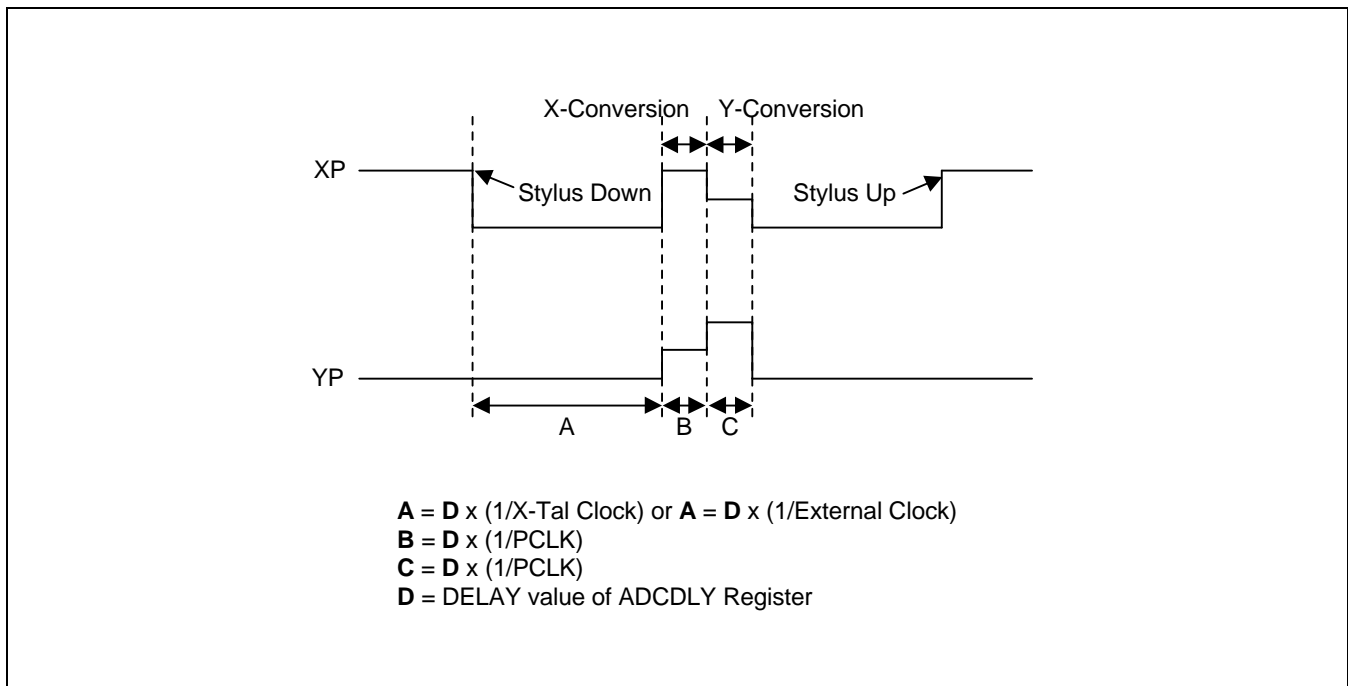 X-Conversion Y-Conversion
XP
Stylus Down
Stylus Up
YP
A
B
C
A = D x (1/X-Tal Clock) or A = D x (1/External Clock)
B = D x (1/PCLK)
C = D x (1/PCLK)
D = DELAY value of ADCDLY Register